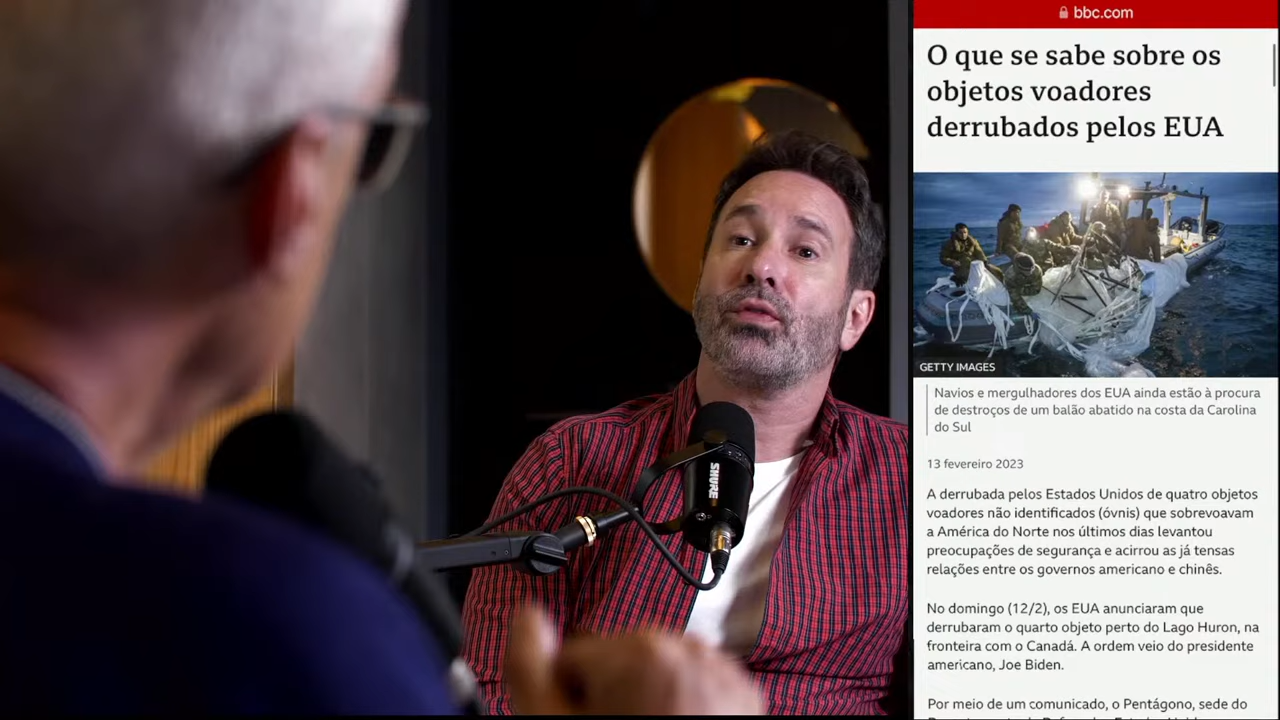 bbc.com
O que se sabe sobre os
objetos voadores
derrubados pelos EUA
GETTY IMAGES
Navios e mergulhadores dos EUA ainda estão à procura
de destroços de um balão abatido na costa da Carolina
do Sul
13 fevereiro 2023
A derrubada pelos Estados Unidos de quatro objetos
voadores não identificados (óvnis) que sobrevoavam
a América do Norte nos últimos dias levantou
preocupações de segurança e acirrou as já tensas
relações entre os governos americano e chinês.
No domingo (12/2), os EUA anunciaram que
derrubaram o quarto objeto perto do Lago Huron, na
fronteira com o Canadá. A ordem veio do presidente
americano, Joe Biden.
Por meio de um comunicado, o Pentágono, sede do
SHURE